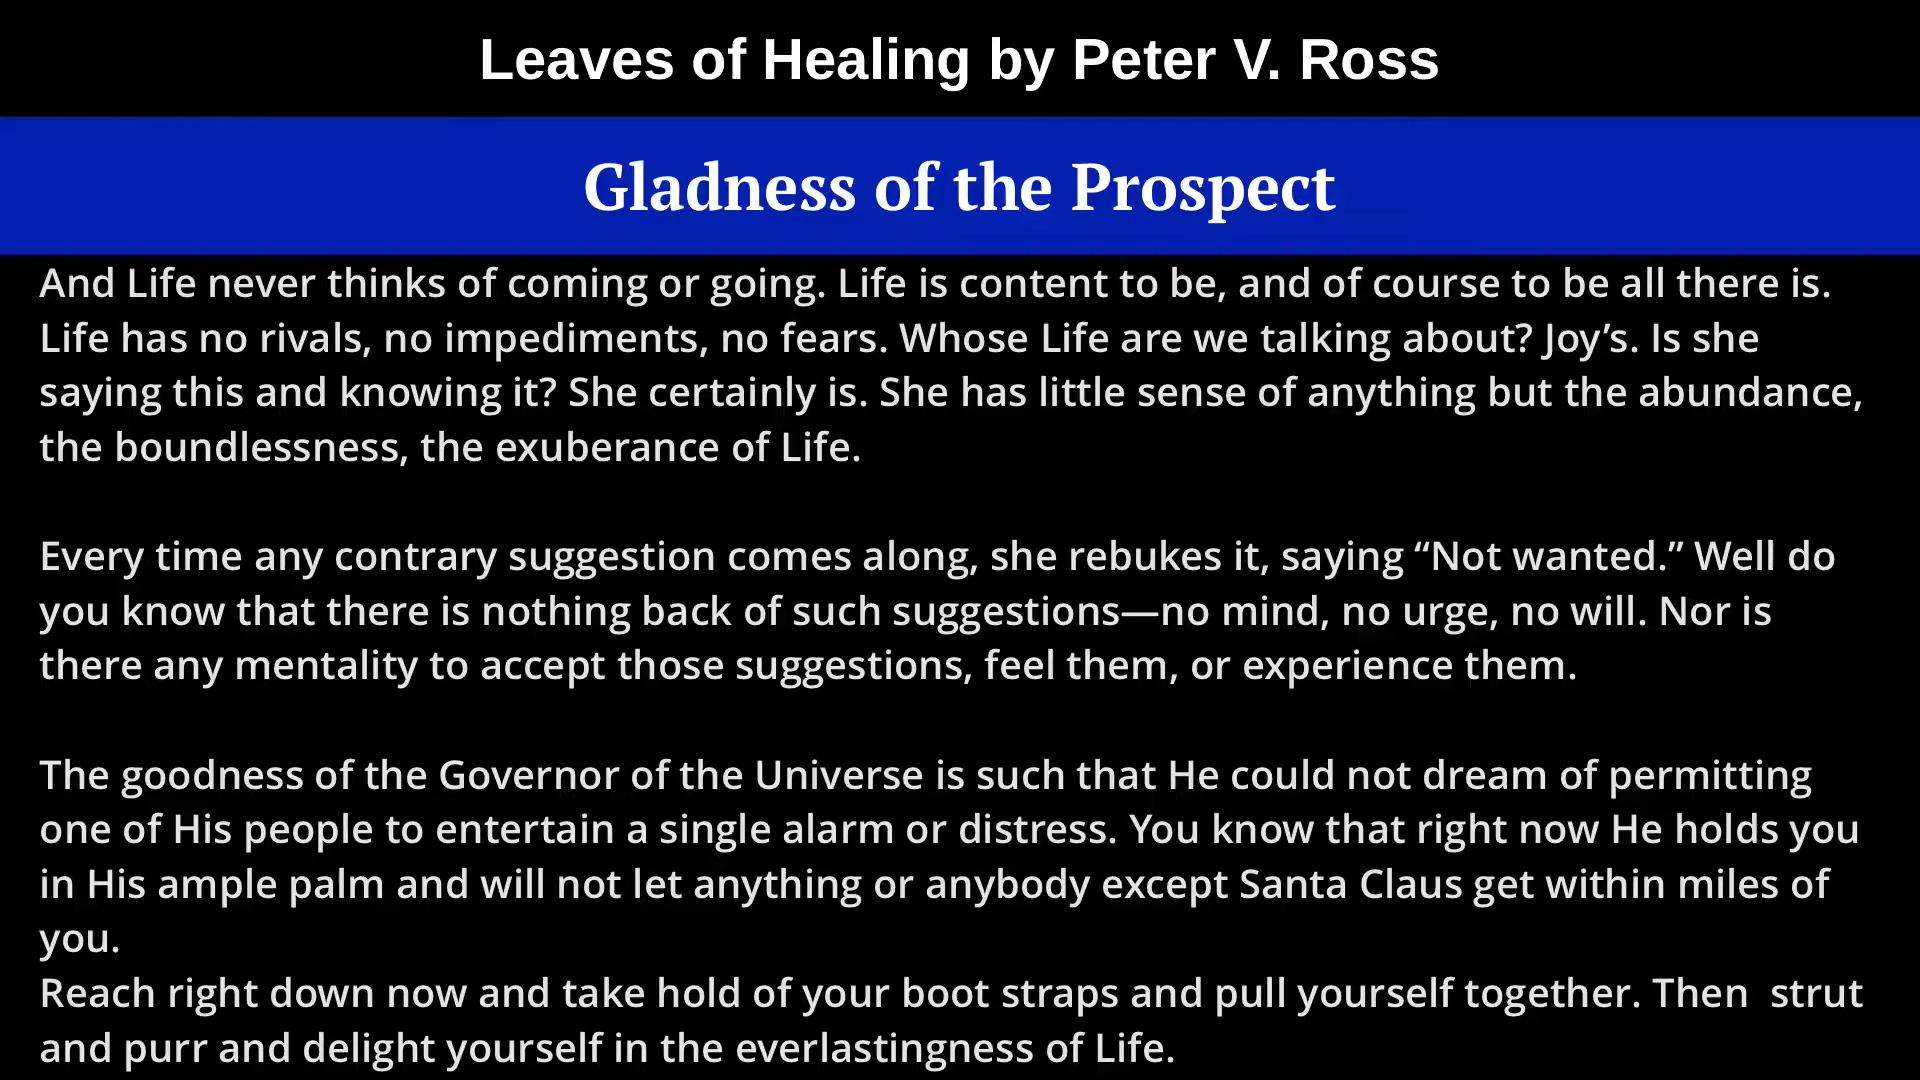 Leaves of Healing by Peter V. Ross
Gladness of the Prospect
And Life never thinks of coming or going. Life is content to be, and of course to be all there is.
Life has no rivals, no impediments, no fears. Whose Life are we talking about? Joy’s. Is she
saying this and knowing it? She certainly is. She has little sense of anything but the abundance,
the boundlessness, the exuberance of Life.
Every time any contrary suggestion comes along, she rebukes it, saying “Not wanted.” Well do
you know that there is nothing back of such suggestions—no mind, no urge, no will. Nor is
there any mentality to accept those suggestions, feel them, or experience them.
The goodness of the Governor of the Universe is such that He could not dream of permitting
one of His people to entertain a single alarm or distress. You know that right now He holds you
in His ample palm and will not let anything or anybody except Santa Claus get within miles of
you.
Reach right down now and take hold of your boot straps and pull yourself together. Then  strut
and purr and delight yourself in the everlastingness of Life.